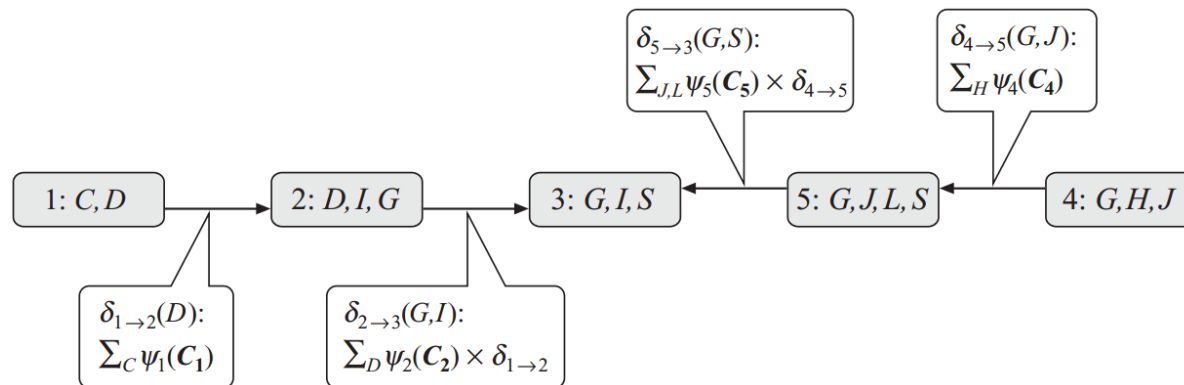 δ5→3(G,S):
∑J,L ψ5(C5) × δ4→5
δ4→5(G,J):
∑H ψ4(C4)
1: C,D
2: D,I,G
3: G,I,S
5: G,J,L,S
4: G,H,J
δ1→2(D):
∑C ψ1(C1)
δ2→3(G,I):
∑D ψ2(C2) × δ1→2